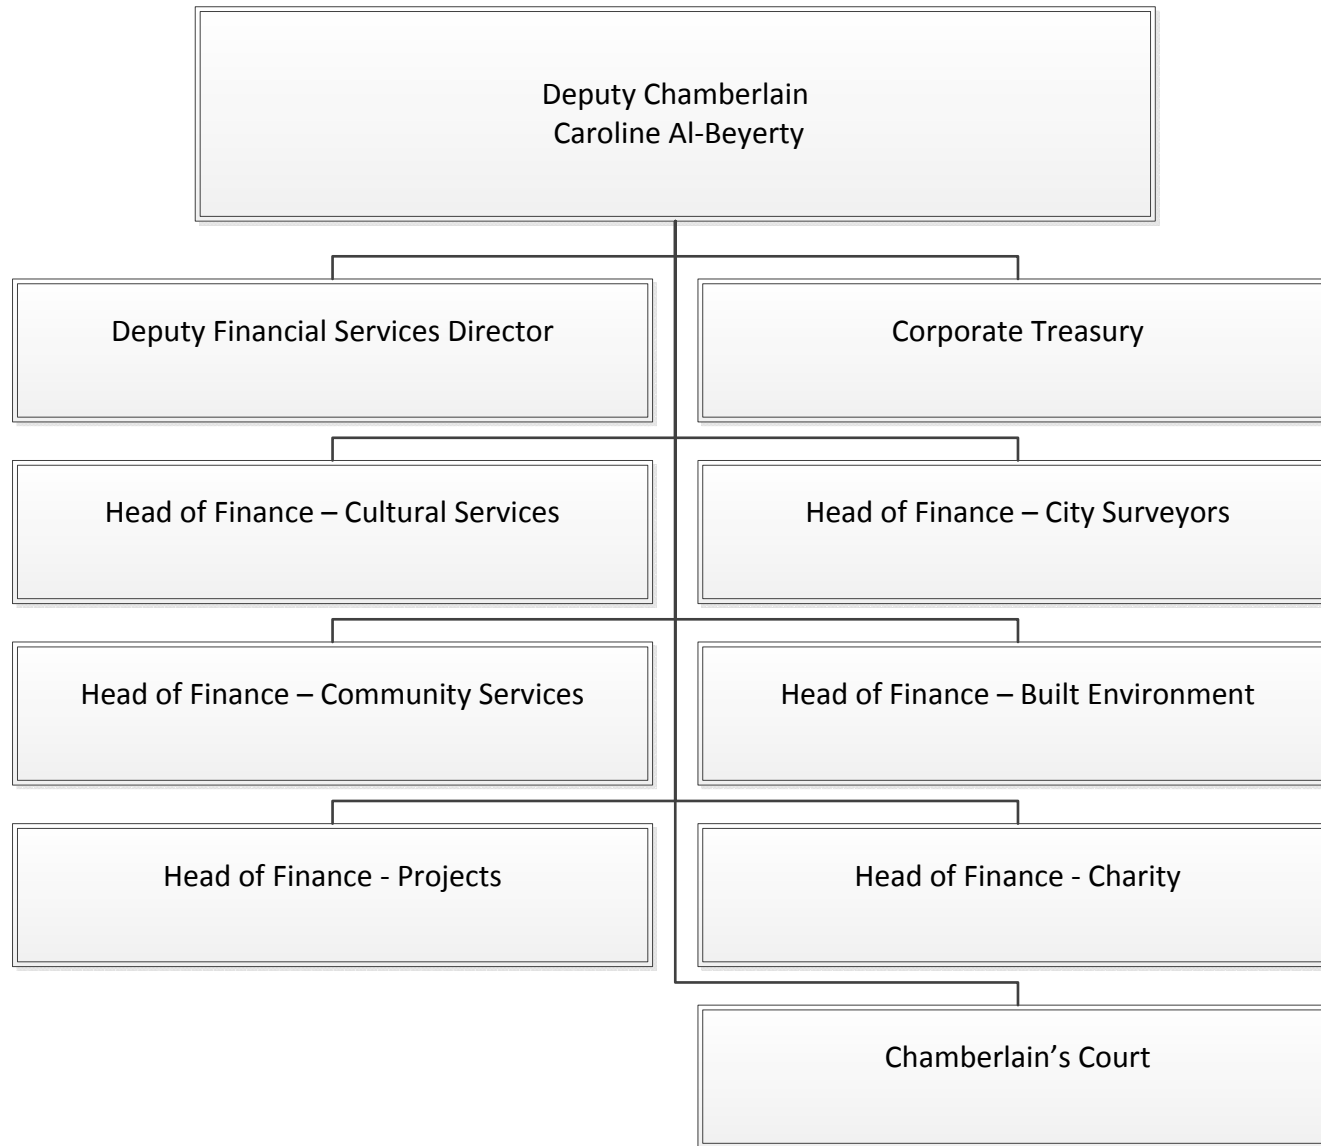 Deputy Chamberlain
Caroline Al-Beyerty
Deputy Financial Services Director
Corporate Treasury
Head of Finance – Cultural Services
Head of Finance – City Surveyors
Head of Finance – Community Services
Head of Finance – Built Environment
Head of Finance - Projects
Head of Finance - Charity
Chamberlain’s Court